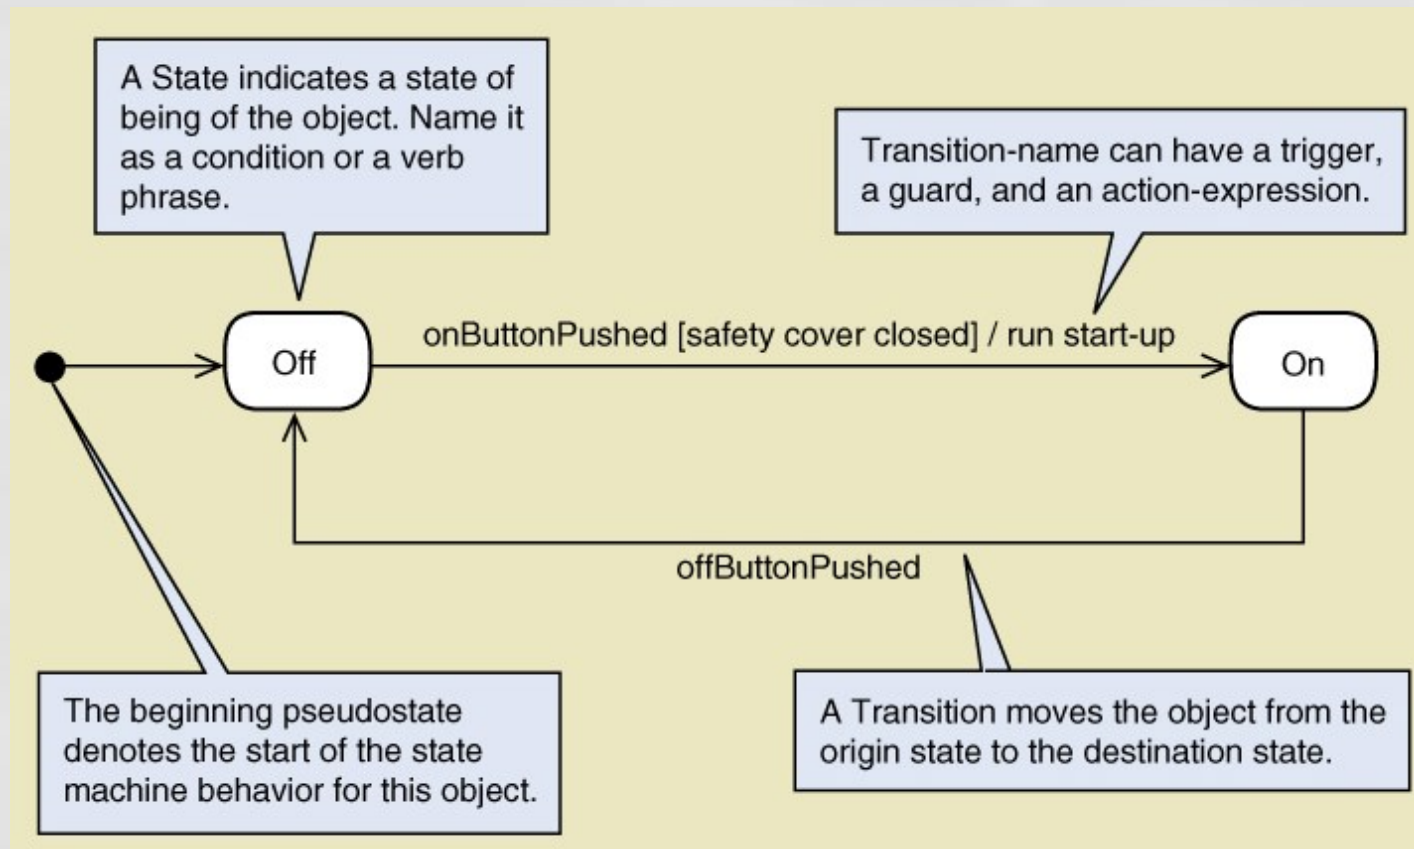 A State indicates a state of
being of the object. Name it
as a condition or a verb
phrase.
Transition-name can have a trigger,
a guard, and an action-expression.
onButtonPushed [safety cover closed] / run start-up
Off
On
offButtonPushed
The beginning pseudostate
denotes the start of the state
machine behavior for this object.
A Transition moves the object from the
origin state to the destination state.